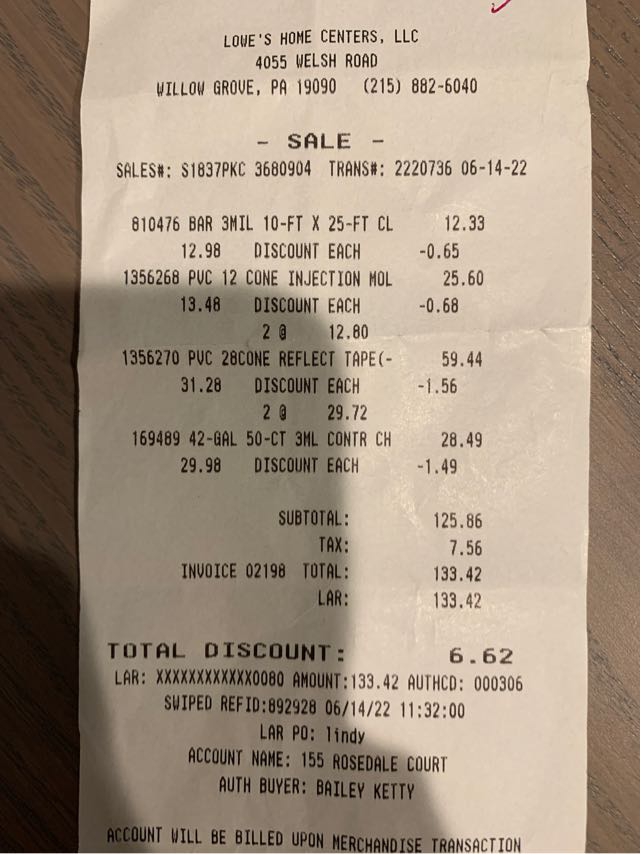 LOWE'S HOME CENTERS, LLC
4055 WELSH ROAD
WILLOW GROVE, PA 19090 (215) 882-6040
- SALE -
SALES#: S1837PKC 3680904 TRANS#: 2220736 06-14-22
810476 BAR 3MIL 10-FT X 25-FT CL 12.33
12.98 DISCOUNT EACH -0.65
1356268 PVC 12 CONE INJECTION MOL 25.60
13.48 DISCOUNT EACH -0.68
2 @ 12.80
1356270 PVC 28CONE REFLECT TAPE(- 59.44
31.28 DISCOUNT EACH -1.56
2 @ 29.72
169489 42-GAL 50-CT 3ML CONTR CH 28.49
29.98 DISCOUNT EACH -1.49
SUBTOTAL: 125.86
TAX: 7.56
INVOICE 02198 TOTAL: 133.42
LAR: 133.42
TOTAL DISCOUNT: 6.62
LAR: XXXXXXXXXXXX0080 AMOUNT:133.42 AUTHCD: 000306
SWIPED REFID:892928 06/14/22 11:32:00
LAR PO: lindy
ACCOUNT NAME: 155 ROSEDALE COURT
AUTH BUYER: BAILEY KETTY
ACCOUNT WILL BE BILLED UPON MERCHANDISE TRANSACTION